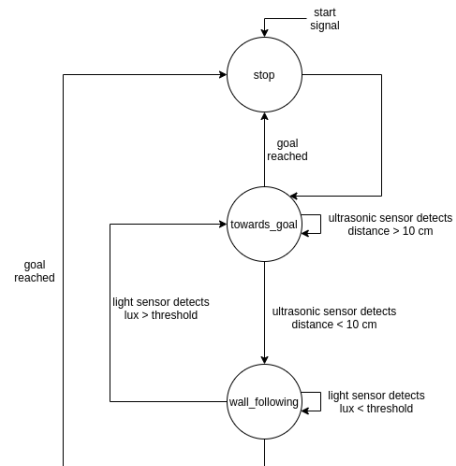 start
signal
stop
goal
reached
towards_goal
ultrasonic sensor detects
distance > 10 cm
goal
reached
light sensor detects
lux > threshold
ultrasonic sensor detects
distance < 10 cm
wall_following
light sensor detects
lux < threshold